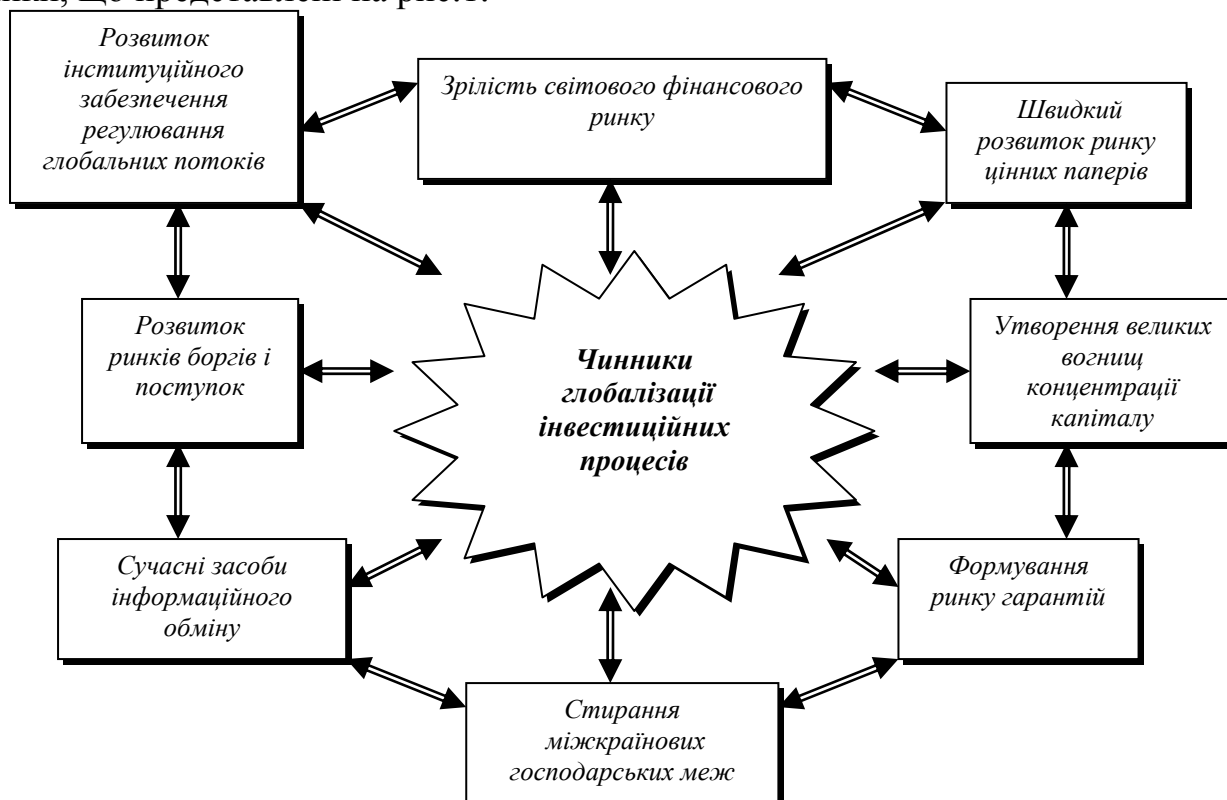 що представлені на рис.1.
Розвиток
інституційного
забезпечення
регулювання
глобальних потоків
Зрілість світового фінансового
ринку
Швидкий
розвиток ринку
цінних паперів
Розвиток
ринків боргів і
поступок
Чинники
глобалізації
інвестиційних
процесів
Утворення великих
вогнищ
концентрації
капіталу
Сучасні засоби
інформаційного
обміну
Формування
ринку гарантій
Стирання
міжкраїнових
господарських меж